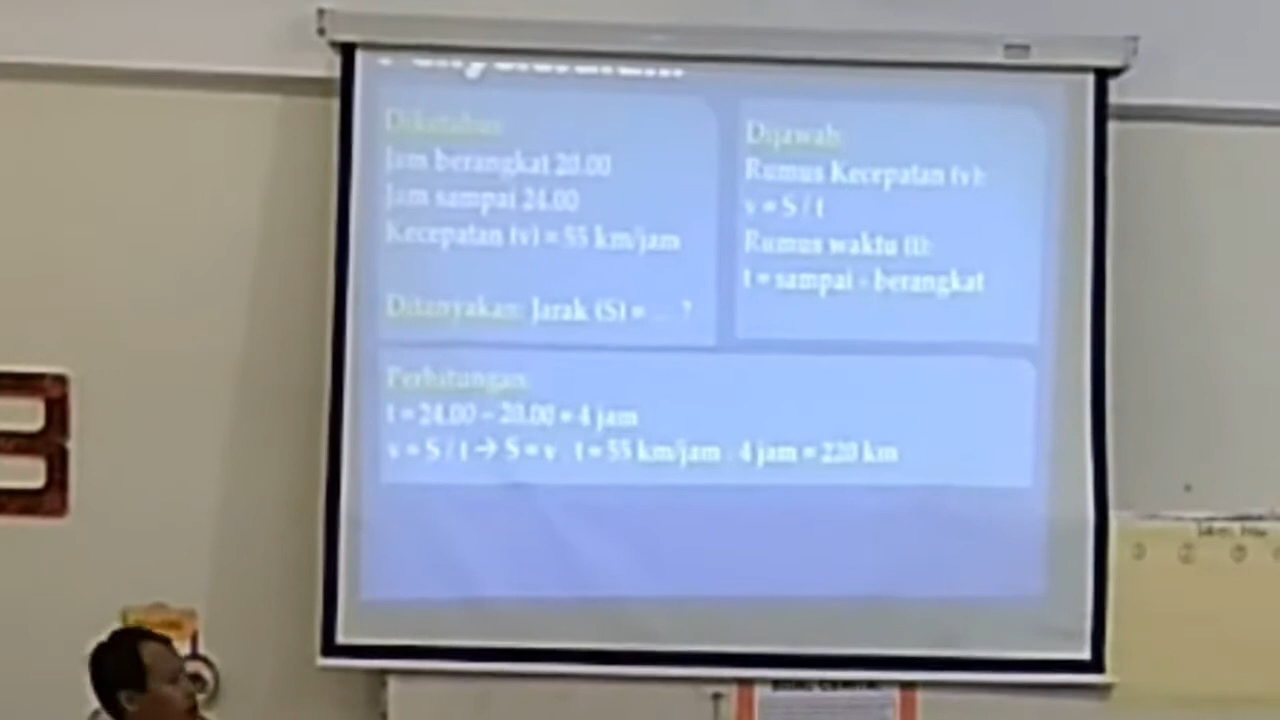 Penyelesaian:
Diketahui:
Jam berangkat 20.00
Jam sampai 24.00
Kecepatan (v) = 55 km/jam
Ditanyakan: Jarak (S) = ... ?
Dijawab:
Rumus Kecepatan (v):
v = S / t
Rumus waktu (t):
t = sampai - berangkat
Perhitungan:
t = 24.00 - 20.00 = 4 jam
v = S / t → S = v . t = 55 km/jam . 4 jam = 220 km